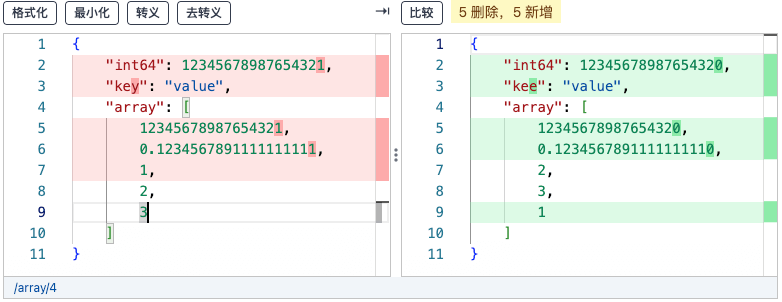 格式化 最小化 转义 去转义 比较 5 删除，5 新增
1 { 1 {
2 "int64": 12345678987654321, 2 "int64": 12345678987654320,
3 "key": "value", 3 "kee": "value",
4 "array": [ 4 "array": [
5 12345678987654321, 5 12345678987654320,
6 0.1234567891111111111, 6 0.1234567891111111110,
7 1, 7 2,
8 2, 8 3,
9 3 9 1
10 ] 10 ]
11 } 11 }
/array/4